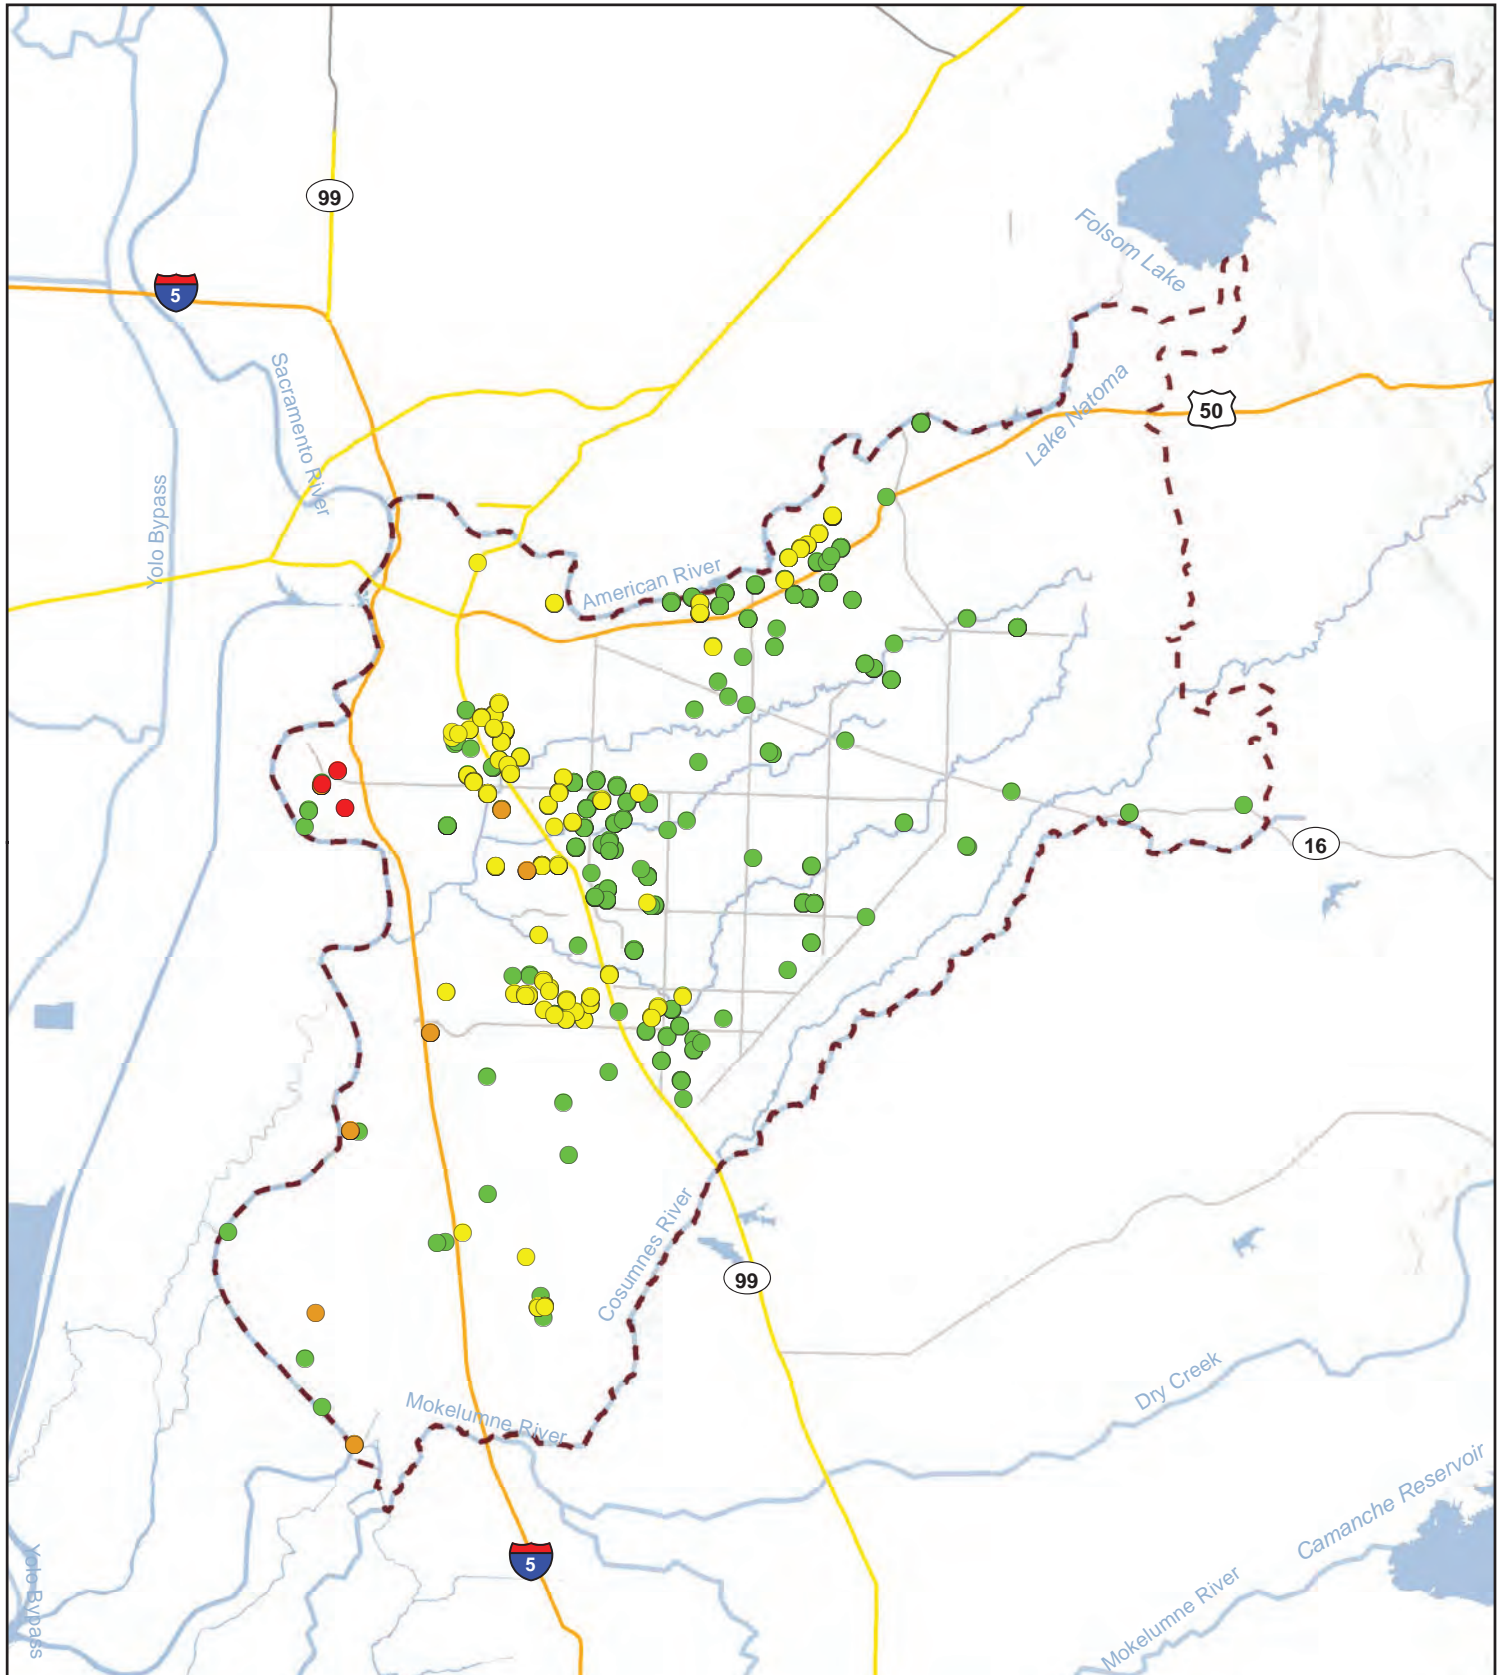 99
5
Folsom Lake
Sacramento River
Lake Natoma
50
Yolo Bypass
American River
16
Cosumnes River
99
Mokelumne River
Dry Creek
Camanche Reservoir
5
Yolo Bypass
Mokelumne River